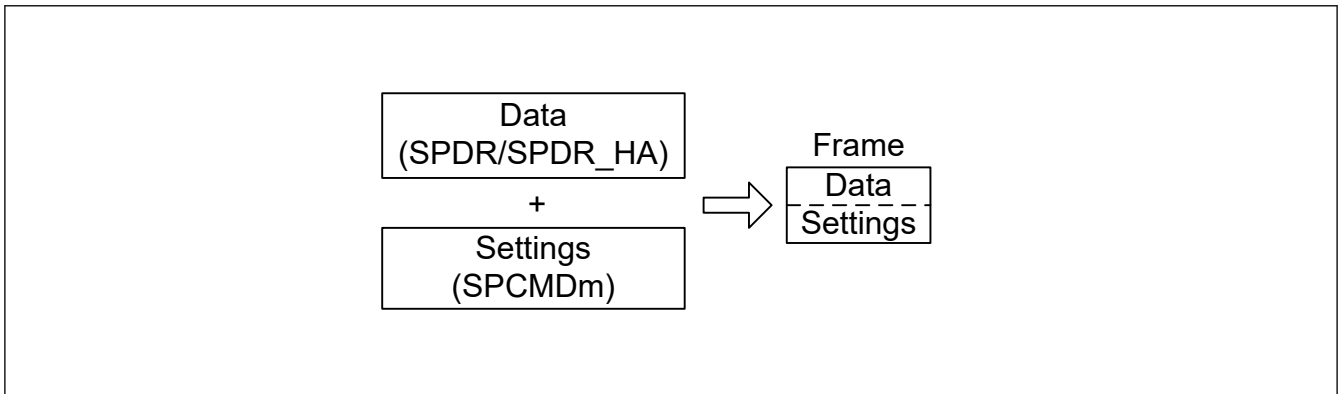 Data
(SPDR/SPDR_HA)
+
Settings
(SPCMDm)
Frame
Data
Settings